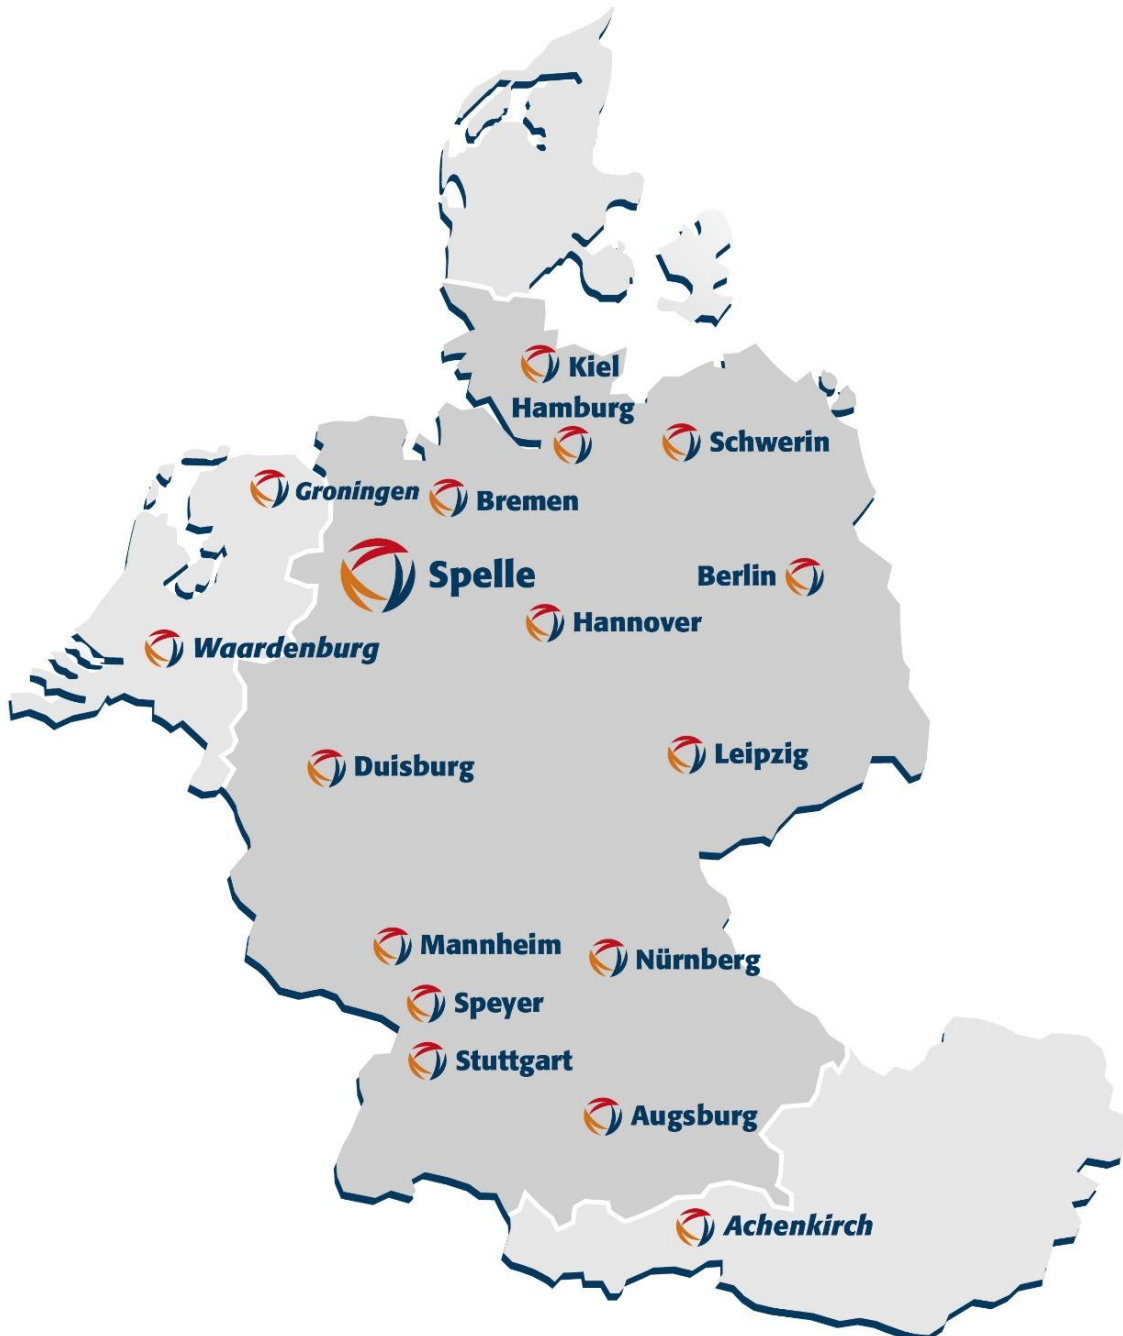 Kiel
Hamburg
Schwerin
Groningen
Bremen
Spelle
Berlin
Hannover
Waardenburg
Duisburg
Leipzig
Mannheim
Nürnberg
Speyer
Stuttgart
Augsburg
Achenkirch